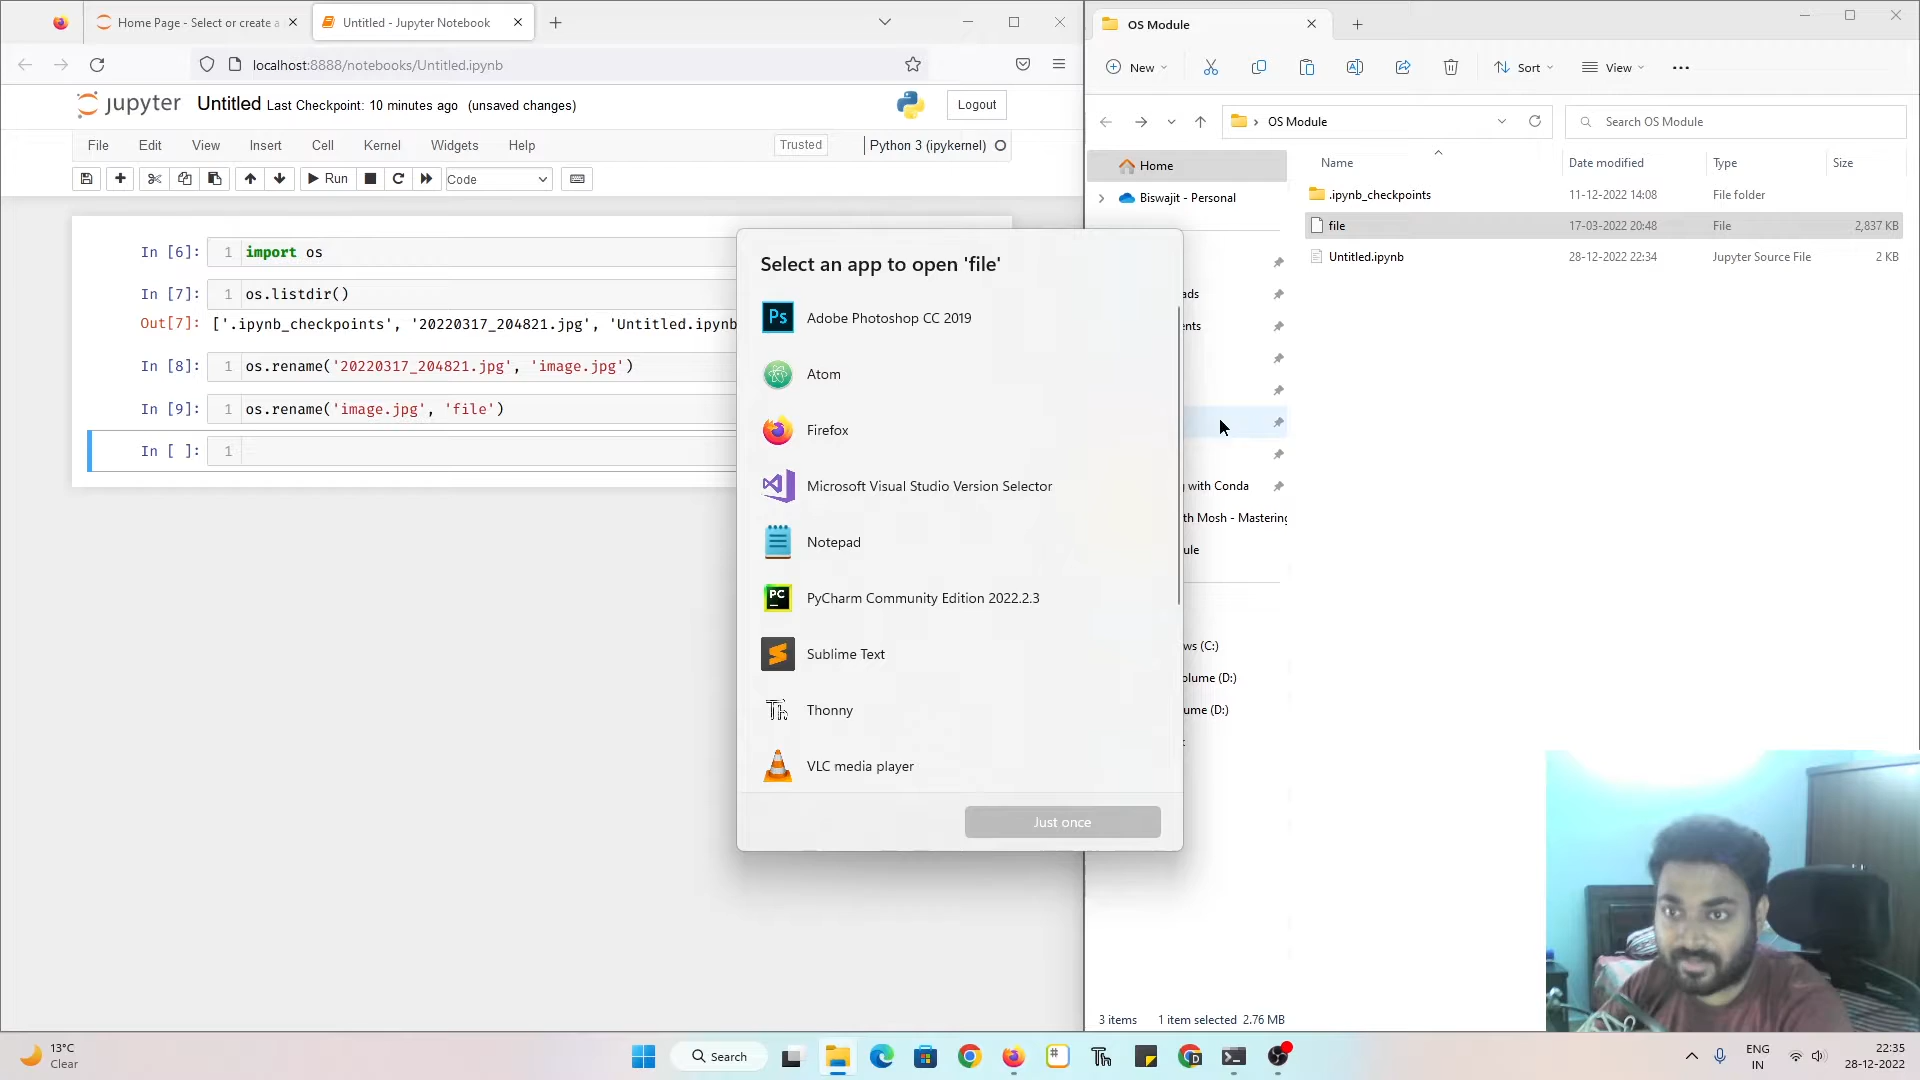 Home Page - Select or create a
Untitled - Jupyter Notebook
localhost:8888/notebooks/Untitled.ipynb
jupyter Untitled Last Checkpoint: 10 minutes ago (unsaved changes)
Logout
File Edit View Insert Cell Kernel Widgets Help
Trusted
Python 3 (ipykernel)
Run
Code
In [6]: 1 import os
In [7]: 1 os.listdir()
Out[7]: ['.ipynb_checkpoints', '20220317_204821.jpg', 'Untitled.ipynb
In [8]: 1 os.rename('20220317_204821.jpg', 'image.jpg')
In [9]: 1 os.rename('image.jpg', 'file')
In [ ]: 1
Select an app to open 'file'
Ps Adobe Photoshop CC 2019
Atom
Firefox
Microsoft Visual Studio Version Selector
Notepad
PC PyCharm Community Edition 2022.2.3
S Sublime Text
Th Thonny
VLC media player
Just once
OS Module
New
Sort
View
OS Module
Search OS Module
Home
Biswajit - Personal
ads
ents
g with Conda
th Mosh - Mastering
ule
ws (C:)
olume (D:)
ume (D:)
Name Date modified Type Size
.ipynb_checkpoints 11-12-2022 14:08 File folder
file 17-03-2022 20:48 File 2,837 KB
Untitled.ipynb 28-12-2022 22:34 Jupyter Source File 2 KB
3 items 1 item selected 2.76 MB
13°C
Clear
Search
Th
ENG
IN
22:35
28-12-2022